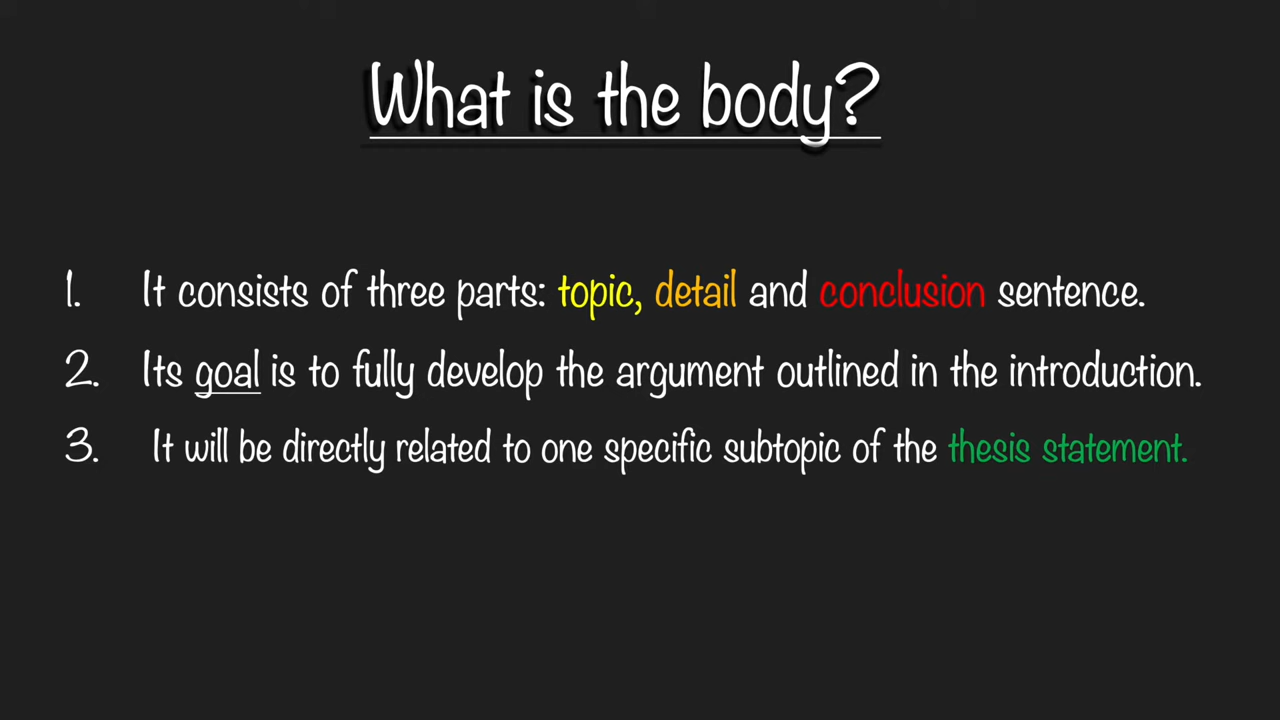 What is the body?
1. It consists of three parts: topic, detail and conclusion sentence.
2. Its goal is to fully develop the argument outlined in the introduction.
3. It will be directly related to one specific subtopic of the thesis statement.